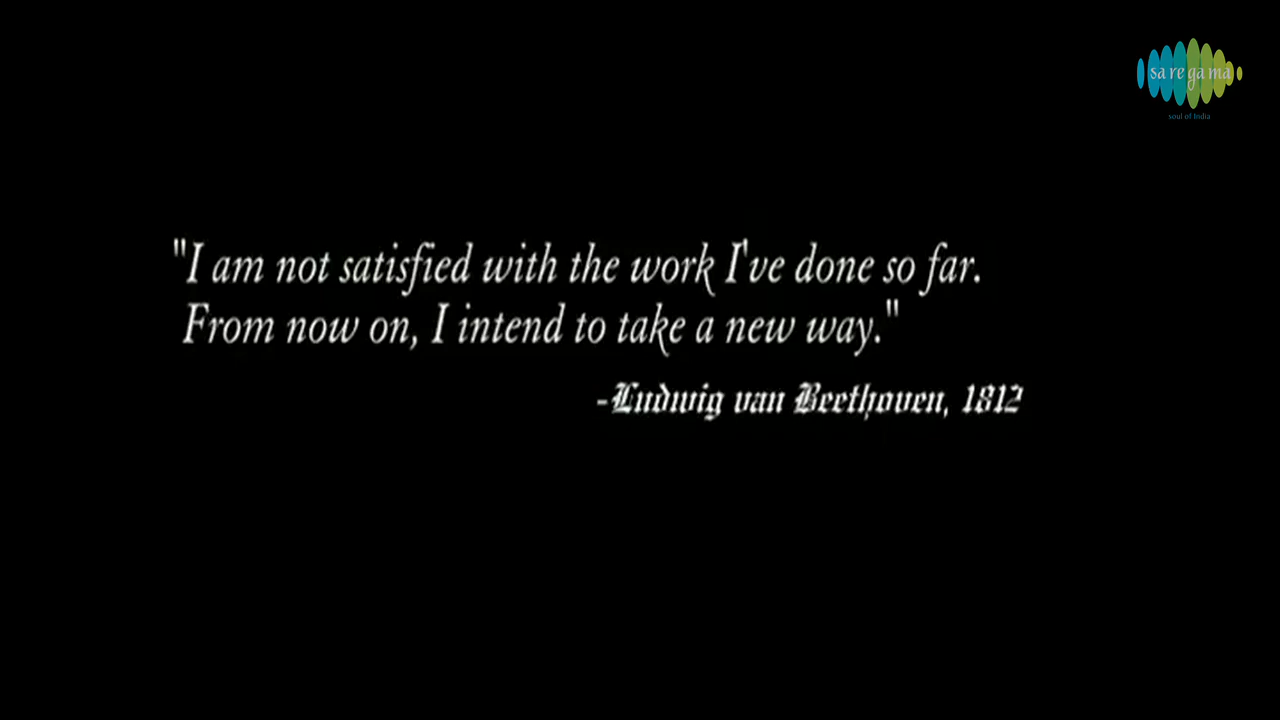 sa re ga ma
soul of India
"I am not satisfied with the work I've done so far.
From now on, I intend to take a new way."
-Ludwig van Beethoven, 1812